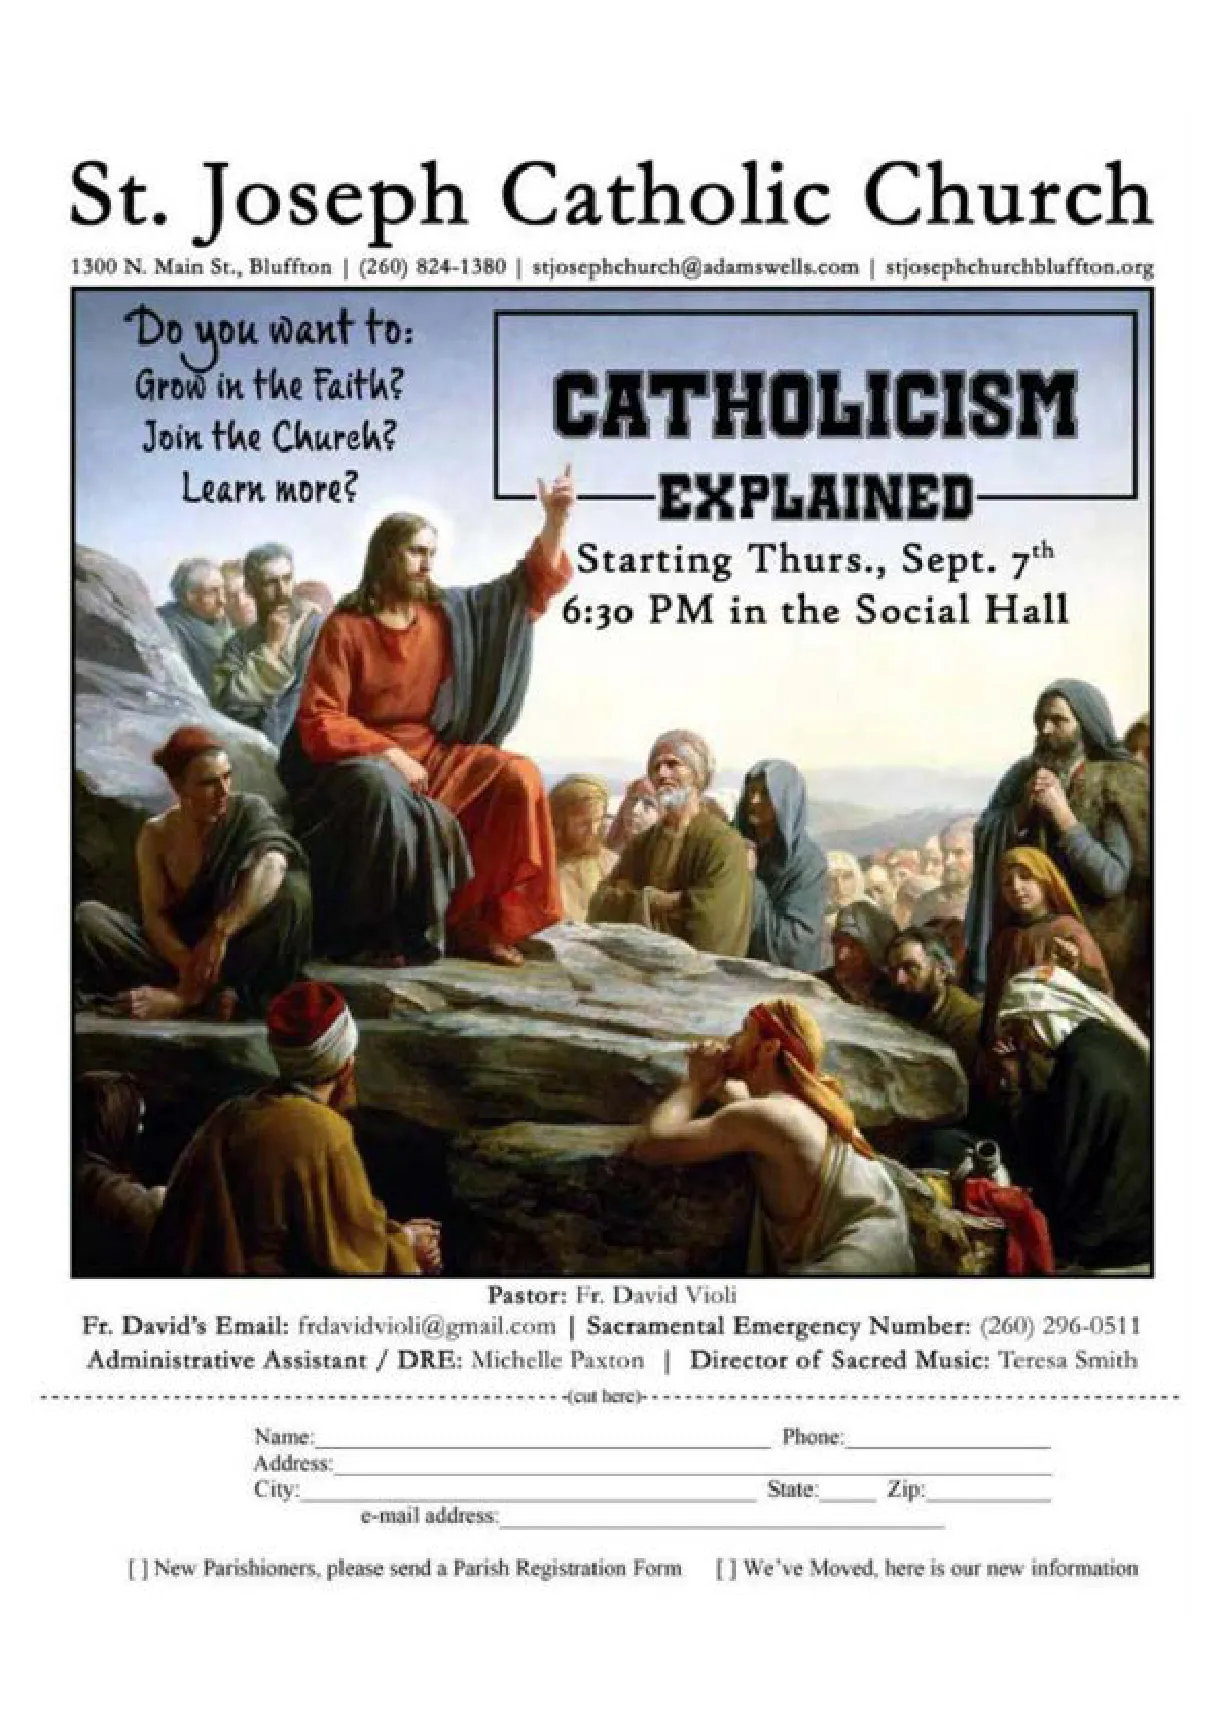 St. Joseph Catholic Church
1300 N. Main St., Bluffton | (260) 824-1380 | stjosephchurch@adamswells.com | stjosephchurchbluffton.org
Do you want to:
Grow in the Faith?
Join the Church?
Learn more?
CATHOLICISM
EXPLAINED
Starting Thurs., Sept. 7th
6:30 PM in the Social Hall
Pastor: Fr. David Violi
Fr. David's Email: frdavidvioli@gmail.com | Sacramental Emergency Number: (260) 296-0511
Administrative Assistant / DRE: Michelle Paxton | Director of Sacred Music: Teresa Smith
(cut here)
Name: Phone:
Address:
City: State: Zip:
e-mail address:
[ ] New Parishioners, please send a Parish Registration Form [ ] We've Moved, here is our new information